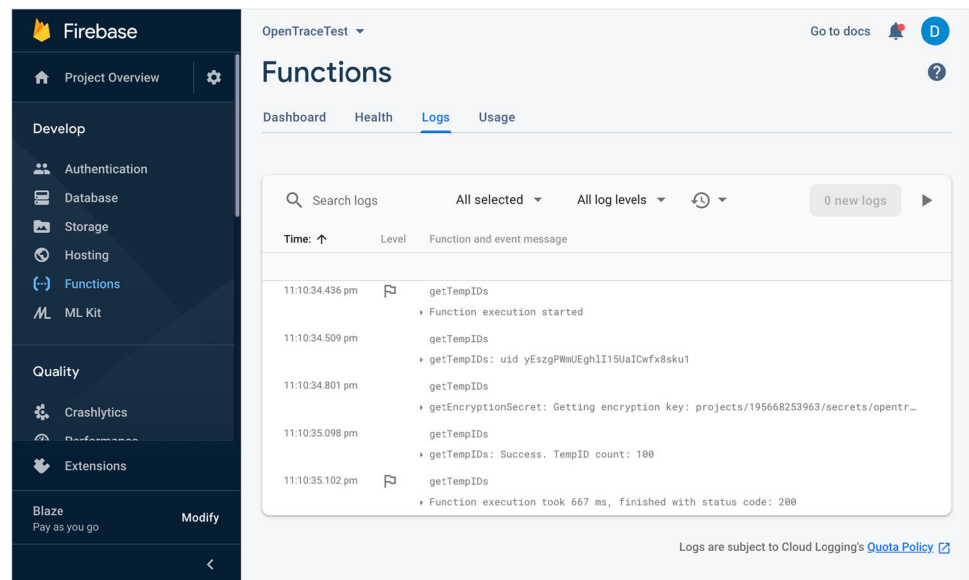 Firebase
Project Overview
Develop
Authentication
Database
Storage
Hosting
Functions
ML Kit
Quality
Crashlytics
Performance
Extensions
Blaze
Pay as you go
Modify
OpenTraceTest
Go to docs
D
Functions
Dashboard Health Logs Usage
Search logs All selected All log levels 0 new logs
Time: ↑ Level Function and event message
11:10:34.436 pm getTempIDs
Function execution started
11:10:34.509 pm getTempIDs
getTempIDs: uid yEszgPWmUEghlI15UaICwfx8sku1
11:10:34.801 pm getTempIDs
getEncryptionSecret: Getting encryption key: projects/195668253963/secrets/opentr…
11:10:35.098 pm getTempIDs
getTempIDs: Success. TempID count: 100
11:10:35.102 pm getTempIDs
Function execution took 667 ms, finished with status code: 200
Logs are subject to Cloud Logging's Quota Policy